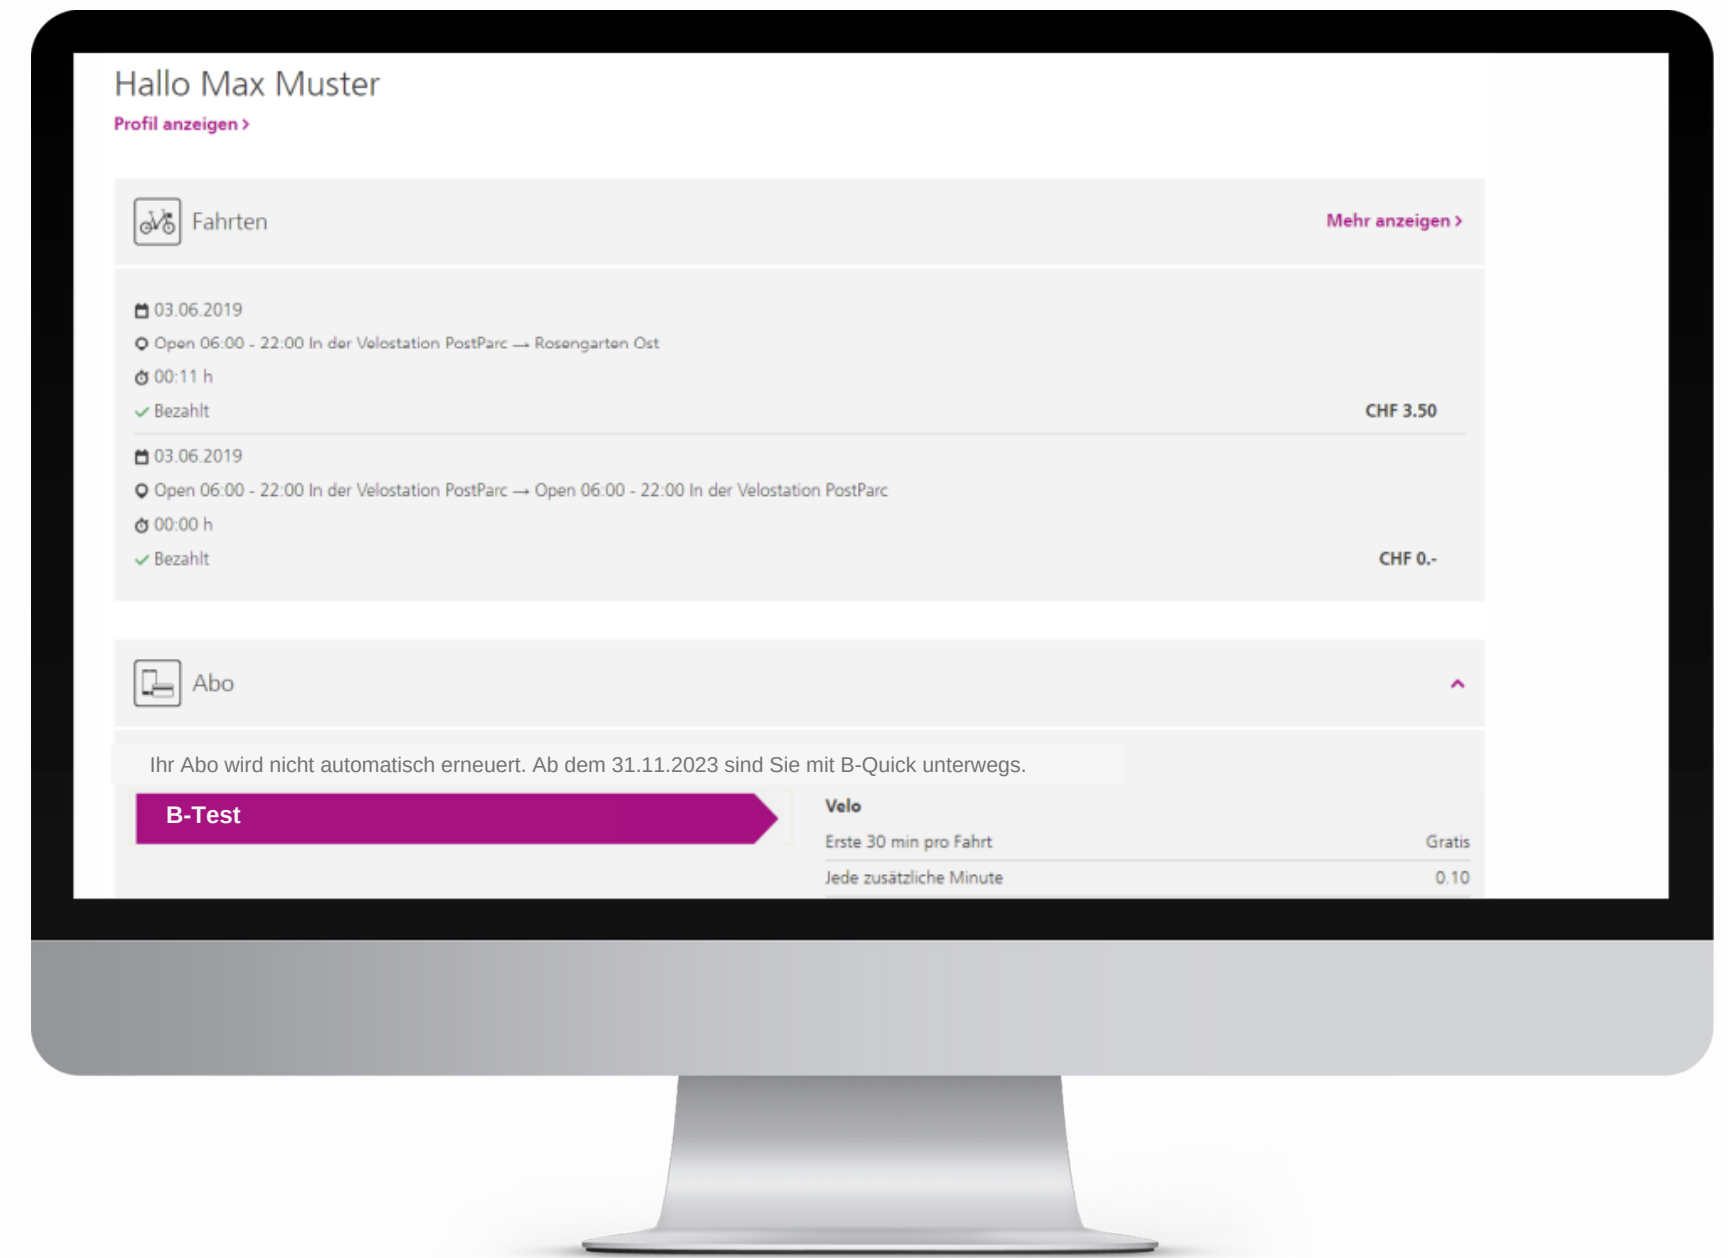 Hallo Max Muster
Profil anzeigen >
Fahrten
Mehr anzeigen >
03.06.2019
Open 06:00 - 22:00 In der Velostation PostParc → Rosengarten Ost
00:11 h
Bezahlt
CHF 3.50
03.06.2019
Open 06:00 - 22:00 In der Velostation PostParc → Open 06:00 - 22:00 In der Velostation PostParc
00:00 h
Bezahlt
CHF 0.-
Abo
Ihr Abo wird nicht automatisch erneuert. Ab dem 31.11.2023 sind Sie mit B-Quick unterwegs.
B-Test
Velo
Erste 30 min pro Fahrt Gratis
Jede zusätzliche Minute 0.10